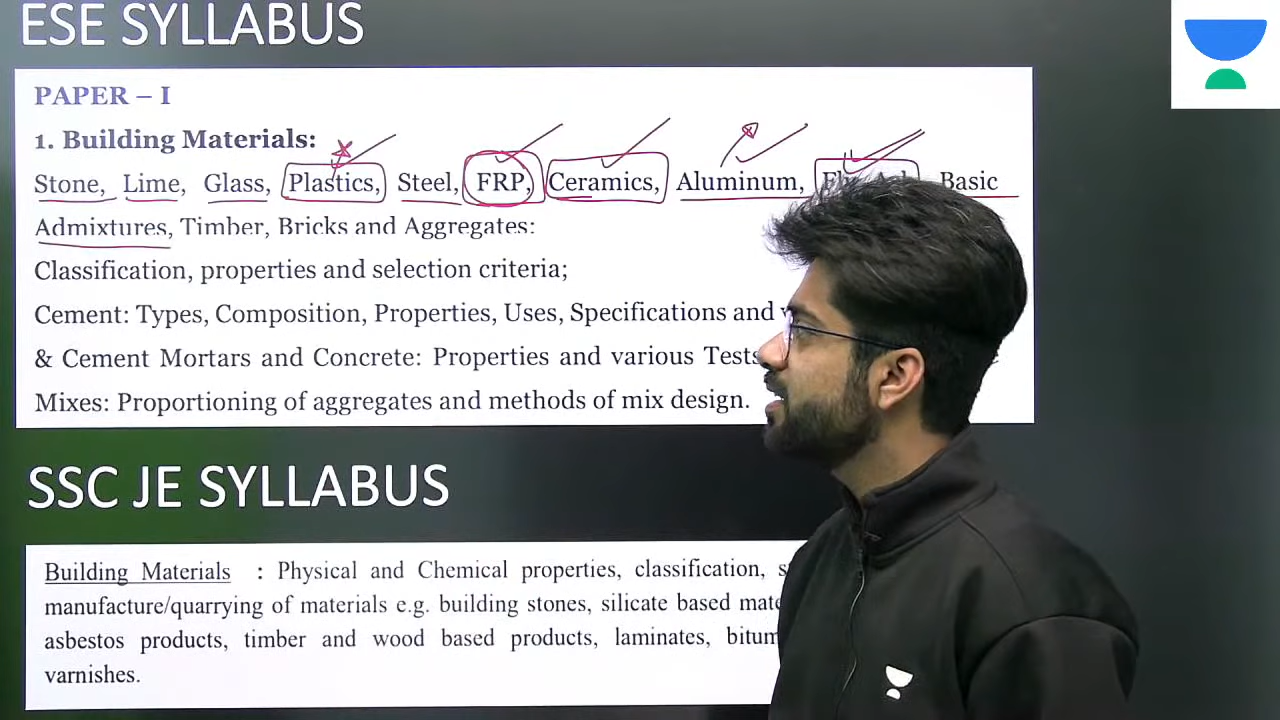 ESE SYLLABUS
PAPER – I
1. Building Materials:
Stone, Lime, Glass, Plastics, Steel, FRP, Ceramics, Aluminum, Basic
Admixtures, Timber, Bricks and Aggregates:
Classification, properties and selection criteria;
Cement: Types, Composition, Properties, Uses, Specifications and
& Cement Mortars and Concrete: Properties and various Tests
Mixes: Proportioning of aggregates and methods of mix design.
SSC JE SYLLABUS
Building Materials : Physical and Chemical properties, classification,
manufacture/quarrying of materials e.g. building stones, silicate based
asbestos products, timber and wood based products, laminates,
varnishes.